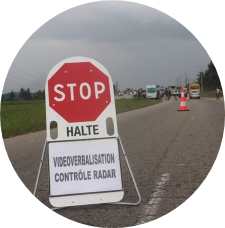 STOP
HALTE
VIDEOVERBALISATION
CONTRÔLE RADAR